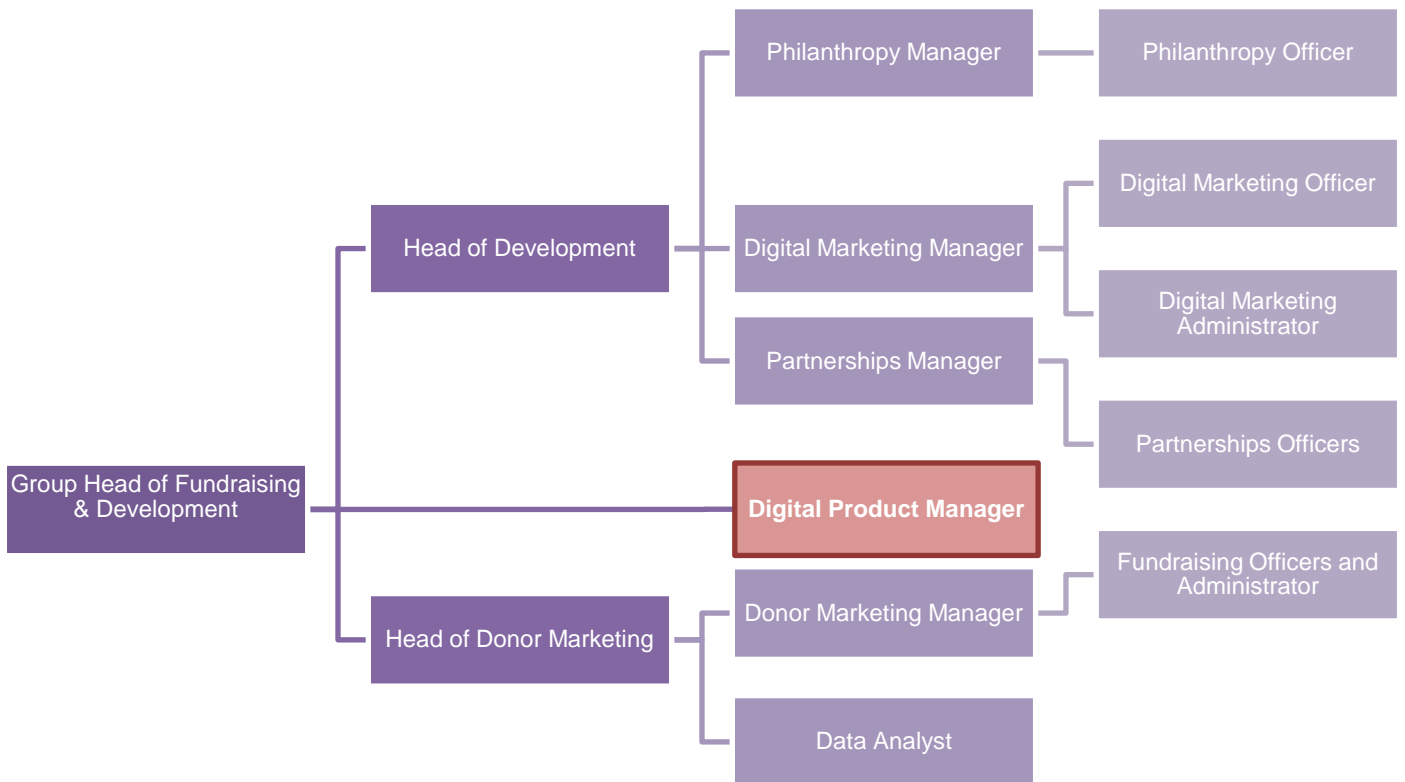 Philanthropy Manager
Philanthropy Officer
Digital Marketing Officer
Head of Development
Digital Marketing Manager
Digital Marketing
Administrator
Partnerships Manager
Partnerships Officers
Group Head of Fundraising
& Development
Digital Product Manager
Fundraising Officers and
Administrator
Donor Marketing Manager
Head of Donor Marketing
Data Analyst